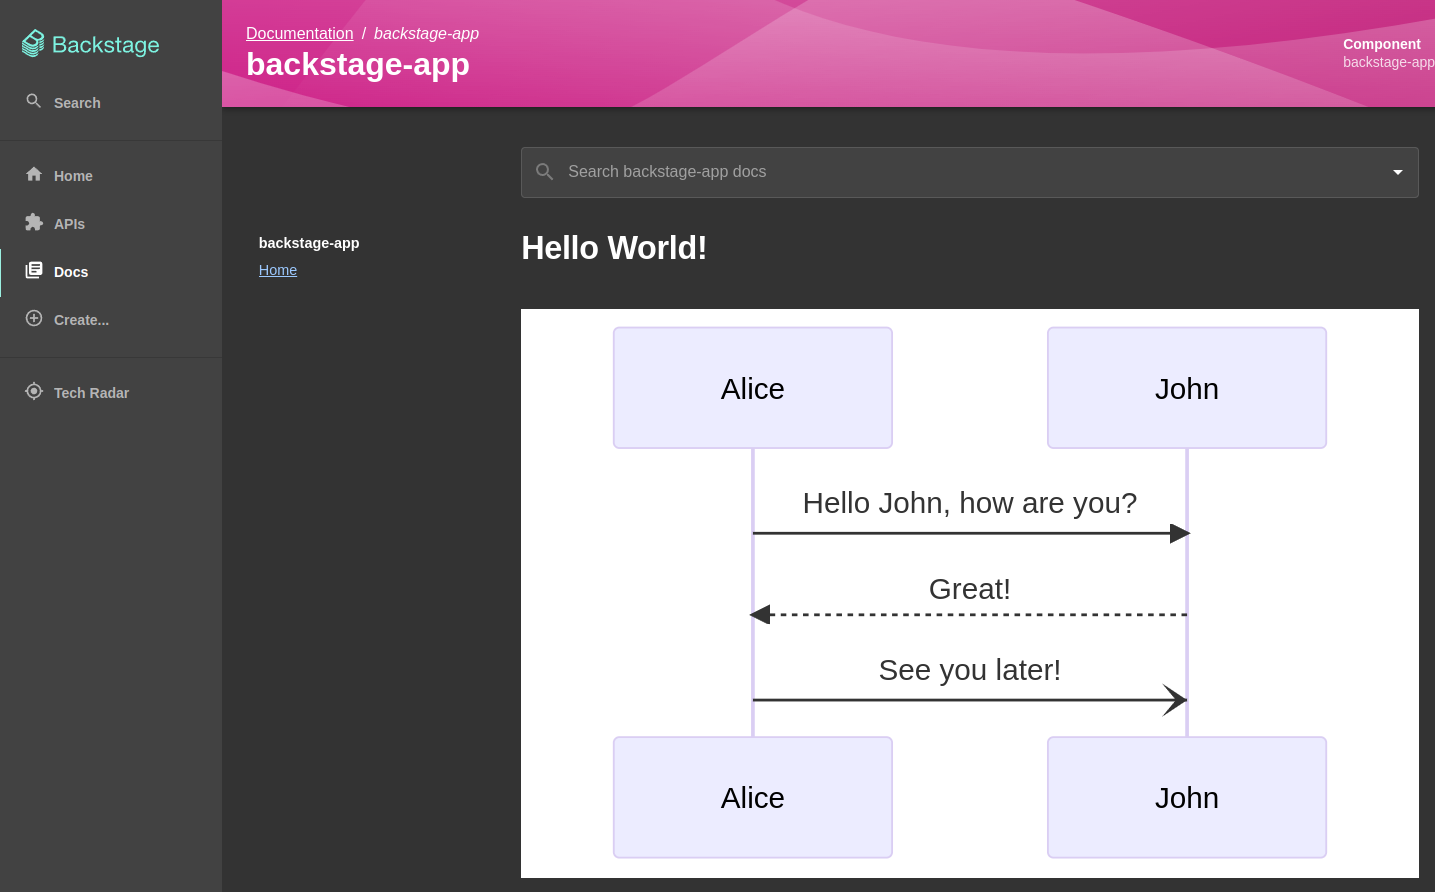 Backstage
Search
Home
APIs
Docs
Create...
Tech Radar
Documentation / backstage-app
backstage-app
Component
backstage-app
Search backstage-app docs
backstage-app
Home
Hello World!
Alice
John
Hello John, how are you?
Great!
See you later!
Alice
John